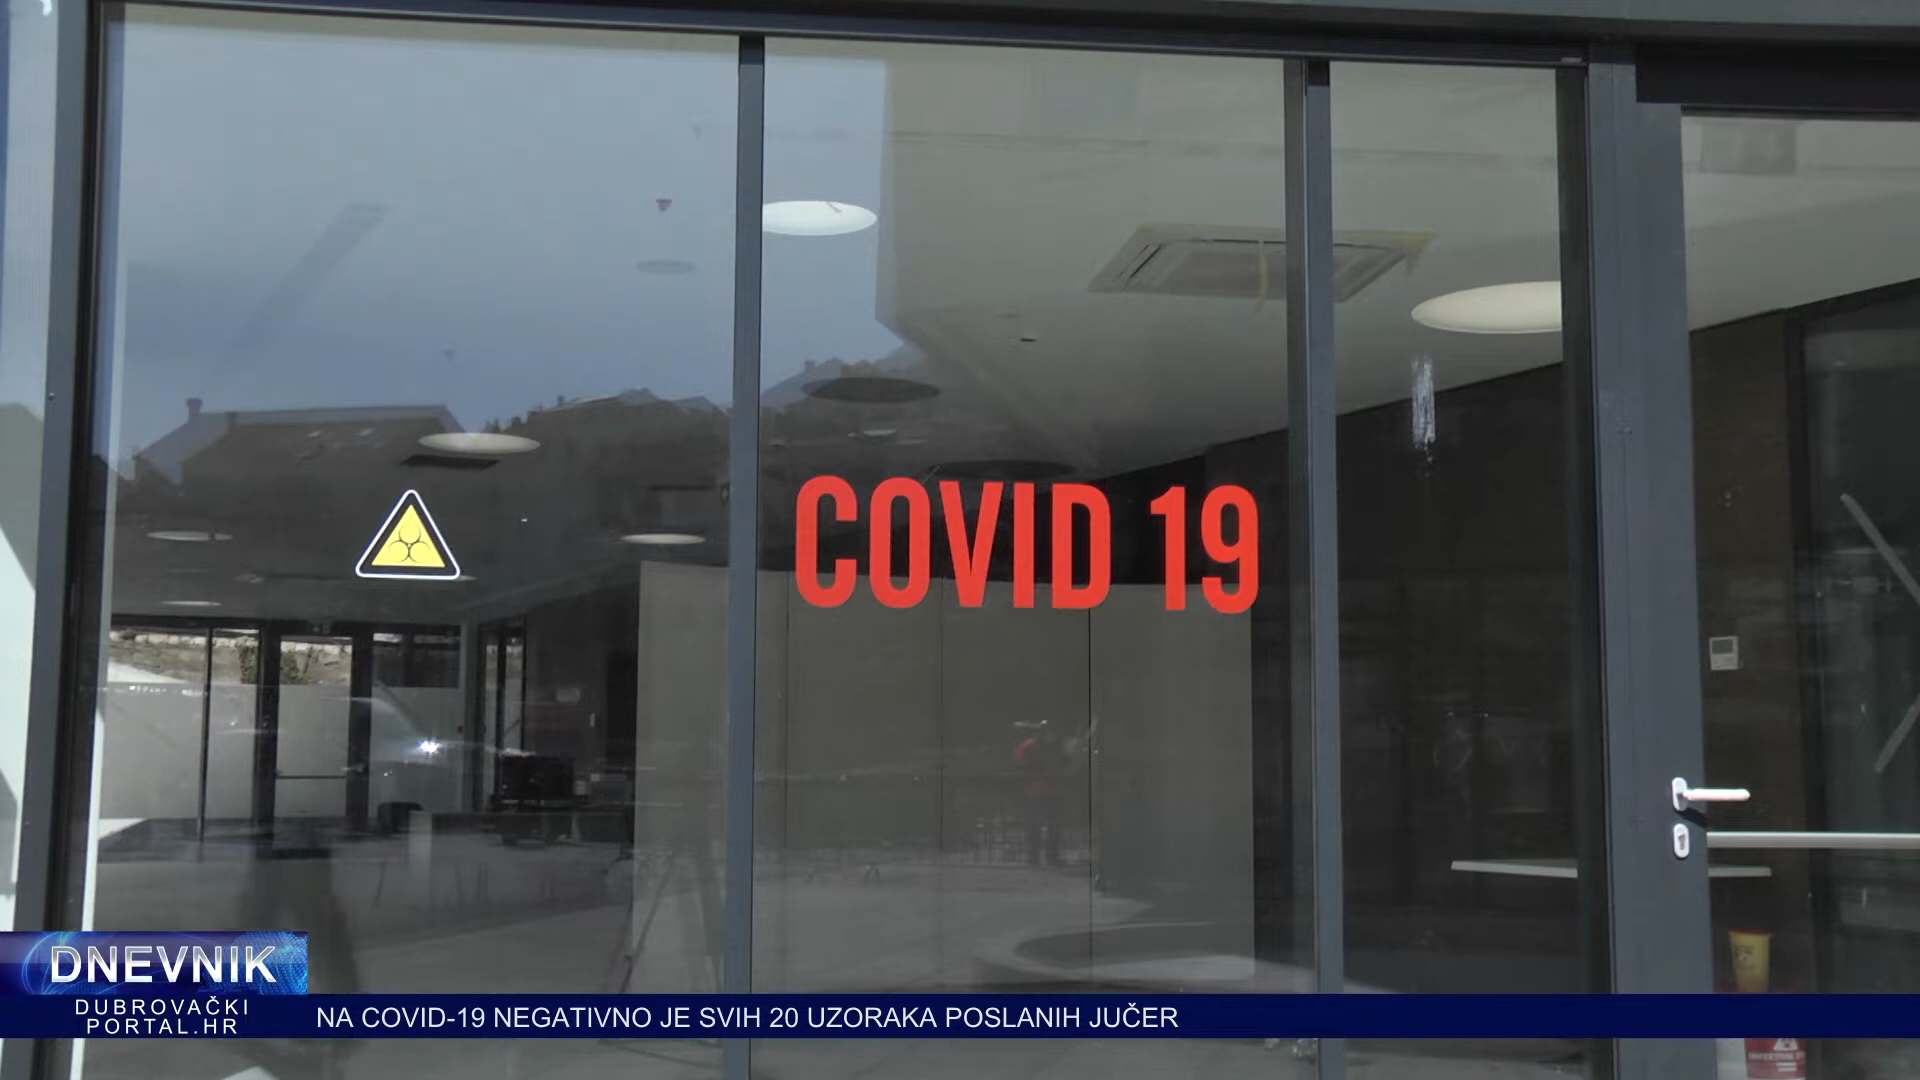 COVID 19
DNEVNIK
DUBROVAČKI
PORTAL.HR
NA COVID-19 NEGATIVNO JE SVIH 20 UZORAKA POSLANIH JUČER